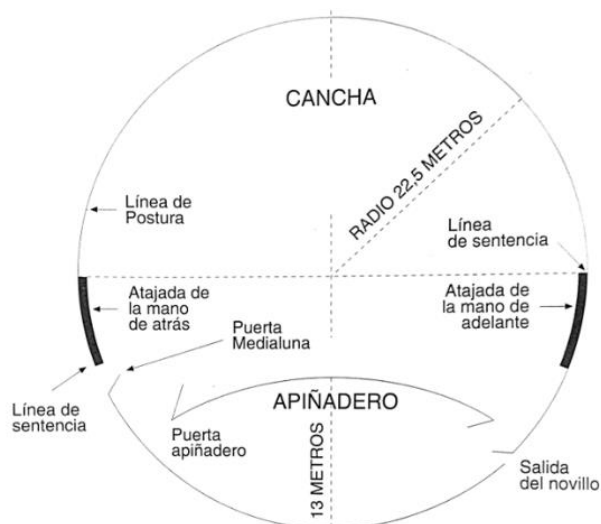 CANCHA
RADIO 22,5 METROS
Línea de
Postura
Línea
de sentencia
Atajada de
la mano
de atrás
Puerta
Medialuna
Atajada de
la mano de
adelante
Línea de
sentencia
APIÑADERO
Puerta
apiñadero
13 METROS
Salida
del novillo